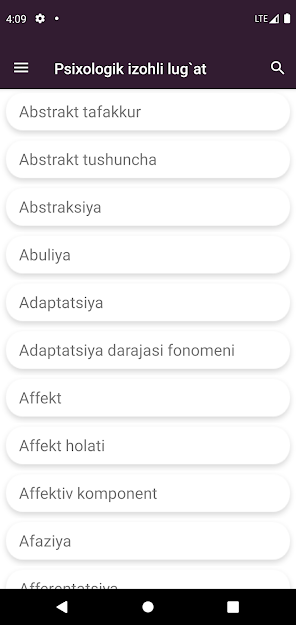 4:09
LTE
Psixologik izohli lug`at
Abstrakt tafakkur
Abstrakt tushuncha
Abstraksiya
Abuliya
Adaptatsiya
Adaptatsiya darajasi fonomeni
Affekt
Affekt holati
Affektiv komponent
Afaziya
Afferentatsiya